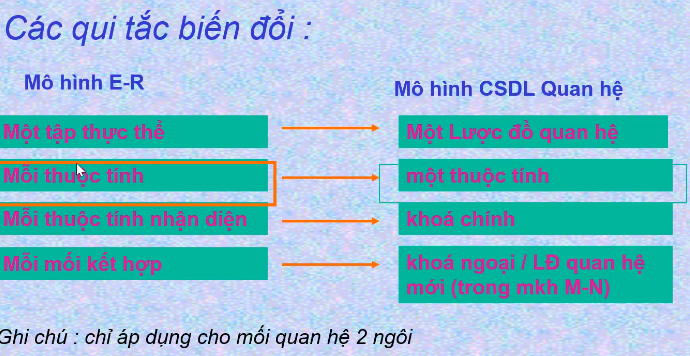 Các qui tắc biến đổi :
Mô hình E-R
Mô hình CSDL Quan hệ
Một tập thực thể
Một Lược đồ quan hệ
Mỗi thuộc tính
một thuộc tính
Mỗi thuộc tính nhận diện
khoá chính
Mỗi mối kết hợp
khoá ngoại / LĐ quan hệ
mới (trong mkh M-N)
Ghi chú : chỉ áp dụng cho mối quan hệ 2 ngôi